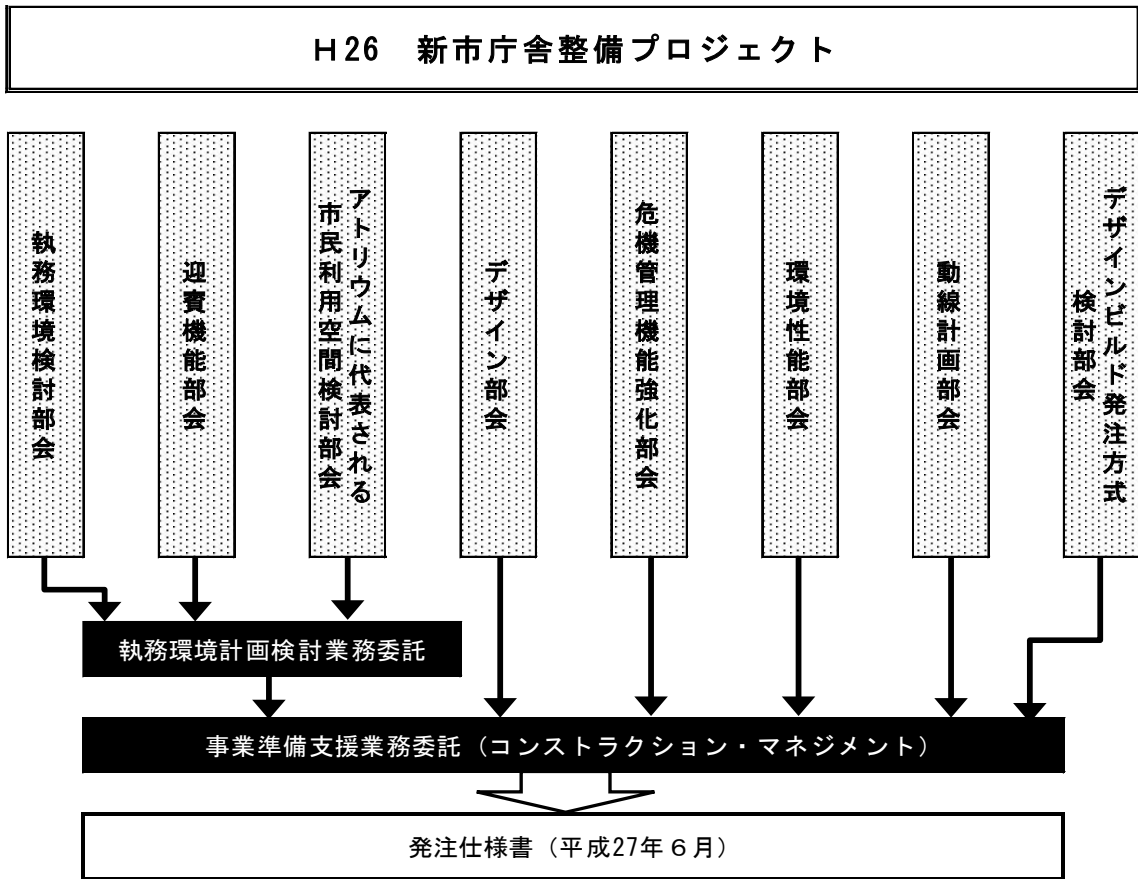 H26　新市庁舎整備プロジェクト
執務環境検討部会
迎賓機能部会
アトリウムに代表される
市民利用空間検討部会
デザイン部会
危機管理機能強化部会
環境性能部会
動線計画部会
デザインビルド発注方式
検討部会
執務環境計画検討業務委託
事業準備支援業務委託（コンストラクション・マネジメント）
発注仕様書（平成27年６月）